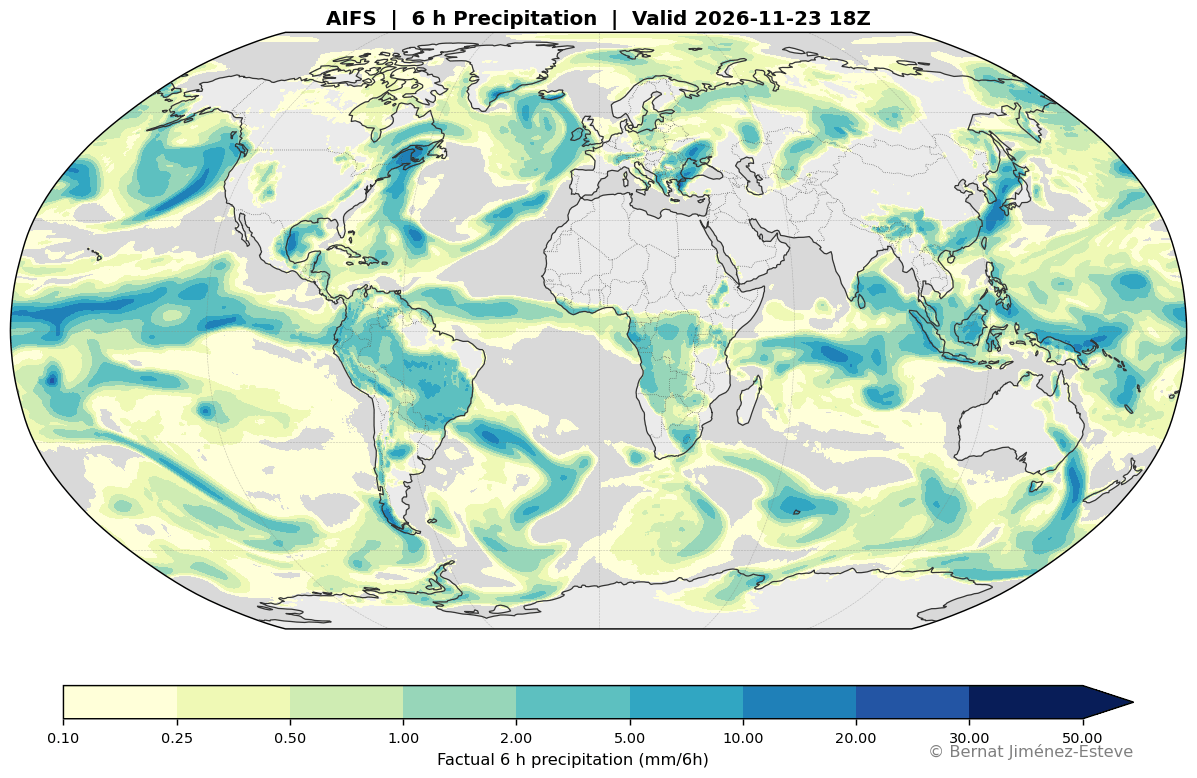 AIFS | 6 h Precipitation | Valid 2026-11-23 18Z
0.10 0.25 0.50 1.00 2.00 5.00 10.00 20.00 30.00 50.00
Factual 6 h precipitation (mm/6h)
© Bernat Jiménez-Esteve